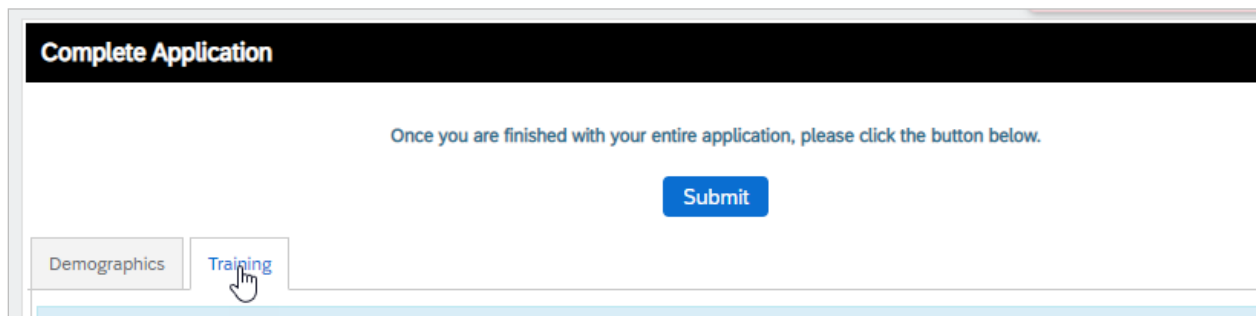 Complete Application
Once you are finished with your entire application, please click the button below.
Submit
Demographics
Training